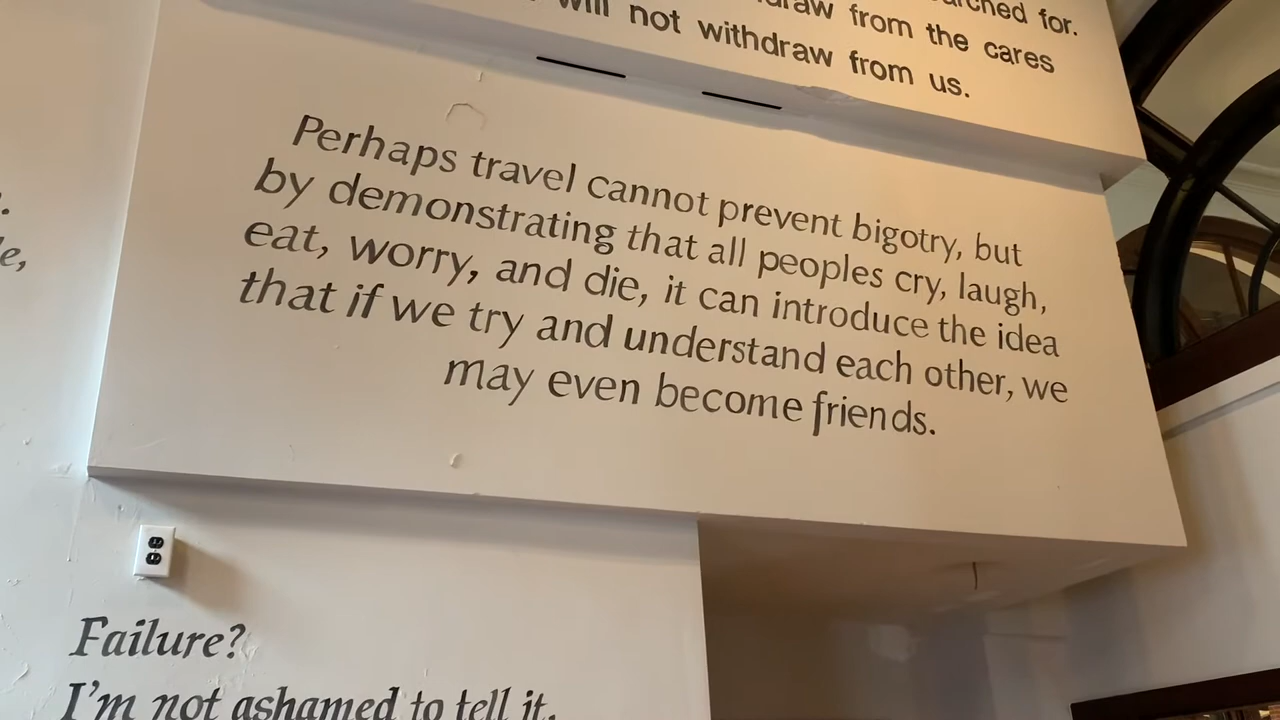 for.
draw from the cares
will not withdraw from us.
Perhaps travel cannot prevent bigotry, but
by demonstrating that all peoples cry, laugh,
eat, worry, and die, it can introduce the idea
that if we try and understand each other, we
may even become friends.
Failure?
I'm not ashamed to tell it.